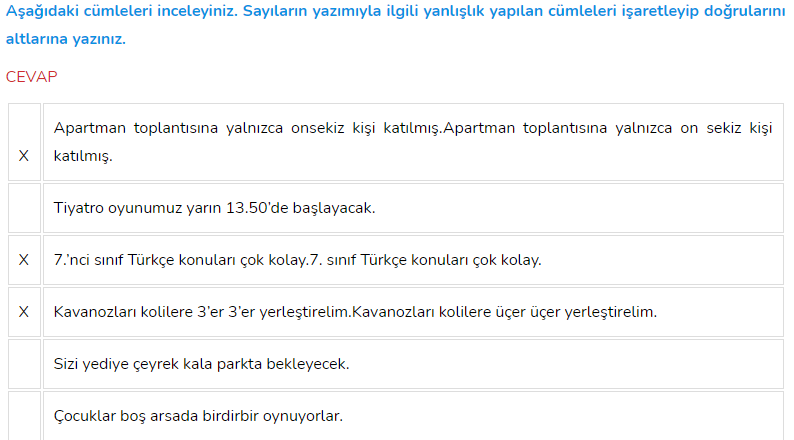 Aşağıdaki cümleleri inceleyiniz. Sayıların yazımıyla ilgili yanlışlık yapılan cümleleri işaretleyip doğrularını
altlarına yazınız.
CEVAP
Apartman toplantısına yalnızca onsekiz kişi katılmış.Apartman toplantısına yalnızca on sekiz kişi
X katılmış.
Tiyatro oyunumuz yarın 13.50’de başlayacak.
X 7.’nci sınıf Türkçe konuları çok kolay.7. sınıf Türkçe konuları çok kolay.
X Kavanozları kolilere 3’er 3’er yerleştirelim.Kavanozları kolilere üçer üçer yerleştirelim.
Sizi yediye çeyrek kala parkta bekleyecek.
Çocuklar boş arsada birdirbir oynuyorlar.